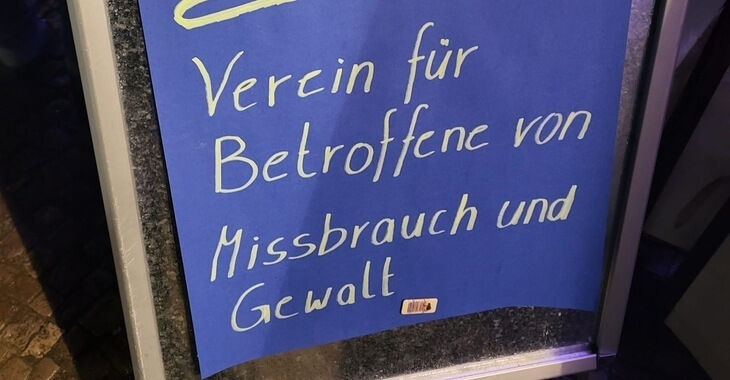 Verein für
Betroffene von
Missbrauch und
Gewalt